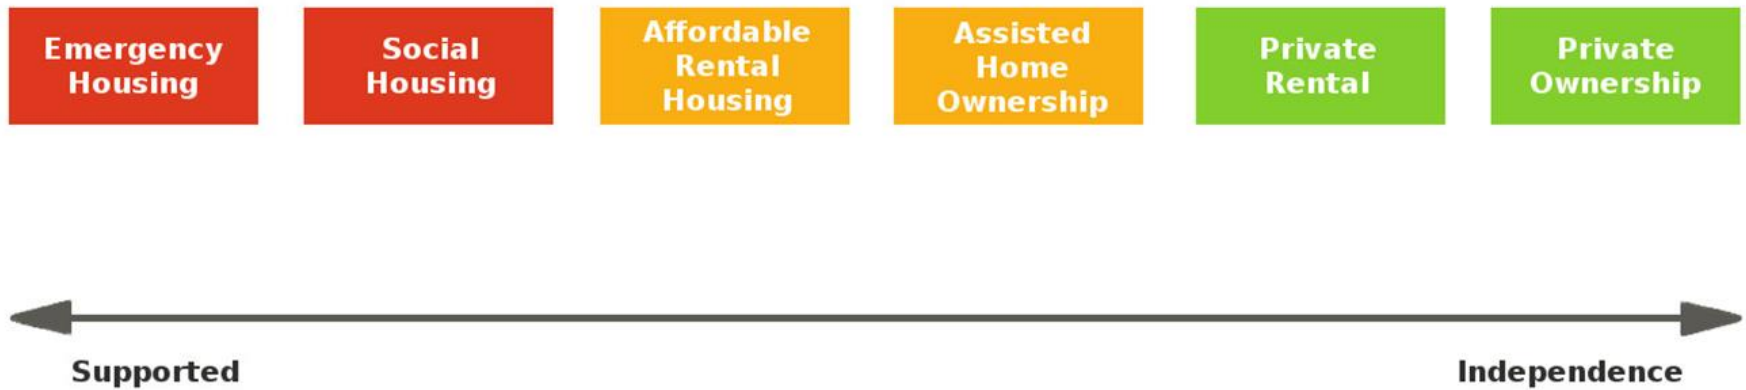 Emergency
Housing
Social
Housing
Affordable
Rental
Housing
Assisted
Home
Ownership
Private
Rental
Private
Ownership
Supported
Independence